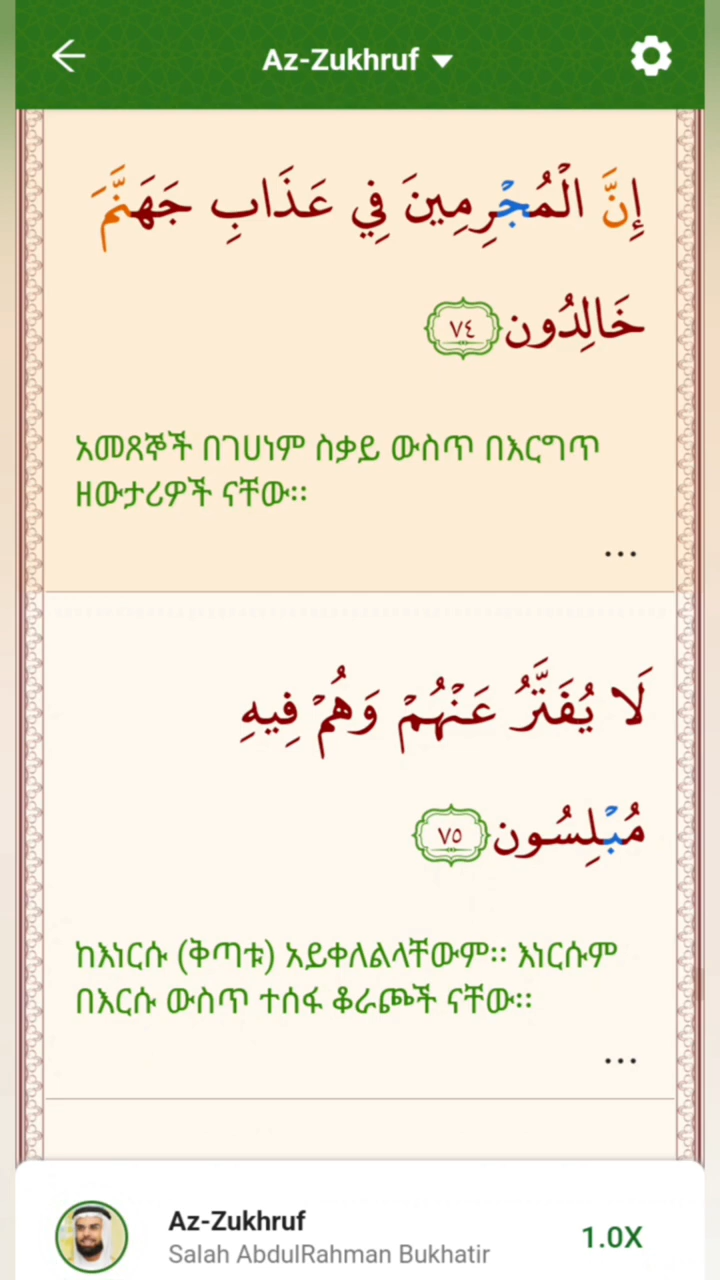 Az-Zukhruf
إِنَّ الْمُجْرِمِينَ فِي عَذَابِ جَهَنَّمَ
خَالِدُون ٧٤
አመጸኞች በገሀነም ስቃይ ውስጥ በእርግጥ
ዘውታሪዎች ናቸው፡፡
...
لَا يُفَتَّرُ عَنْهُمْ وَهُمْ فِيهِ
مُبْلِسُون ٧٥
ከእነርሱ (ቅጣቱ) አይቀለልላቸውም፡፡ እነርሱም
በእርሱ ውስጥ ተሰፋ ቆራጮች ናቸው፡፡
...
Az-Zukhruf
Salah AbdulRahman Bukhatir
1.0X